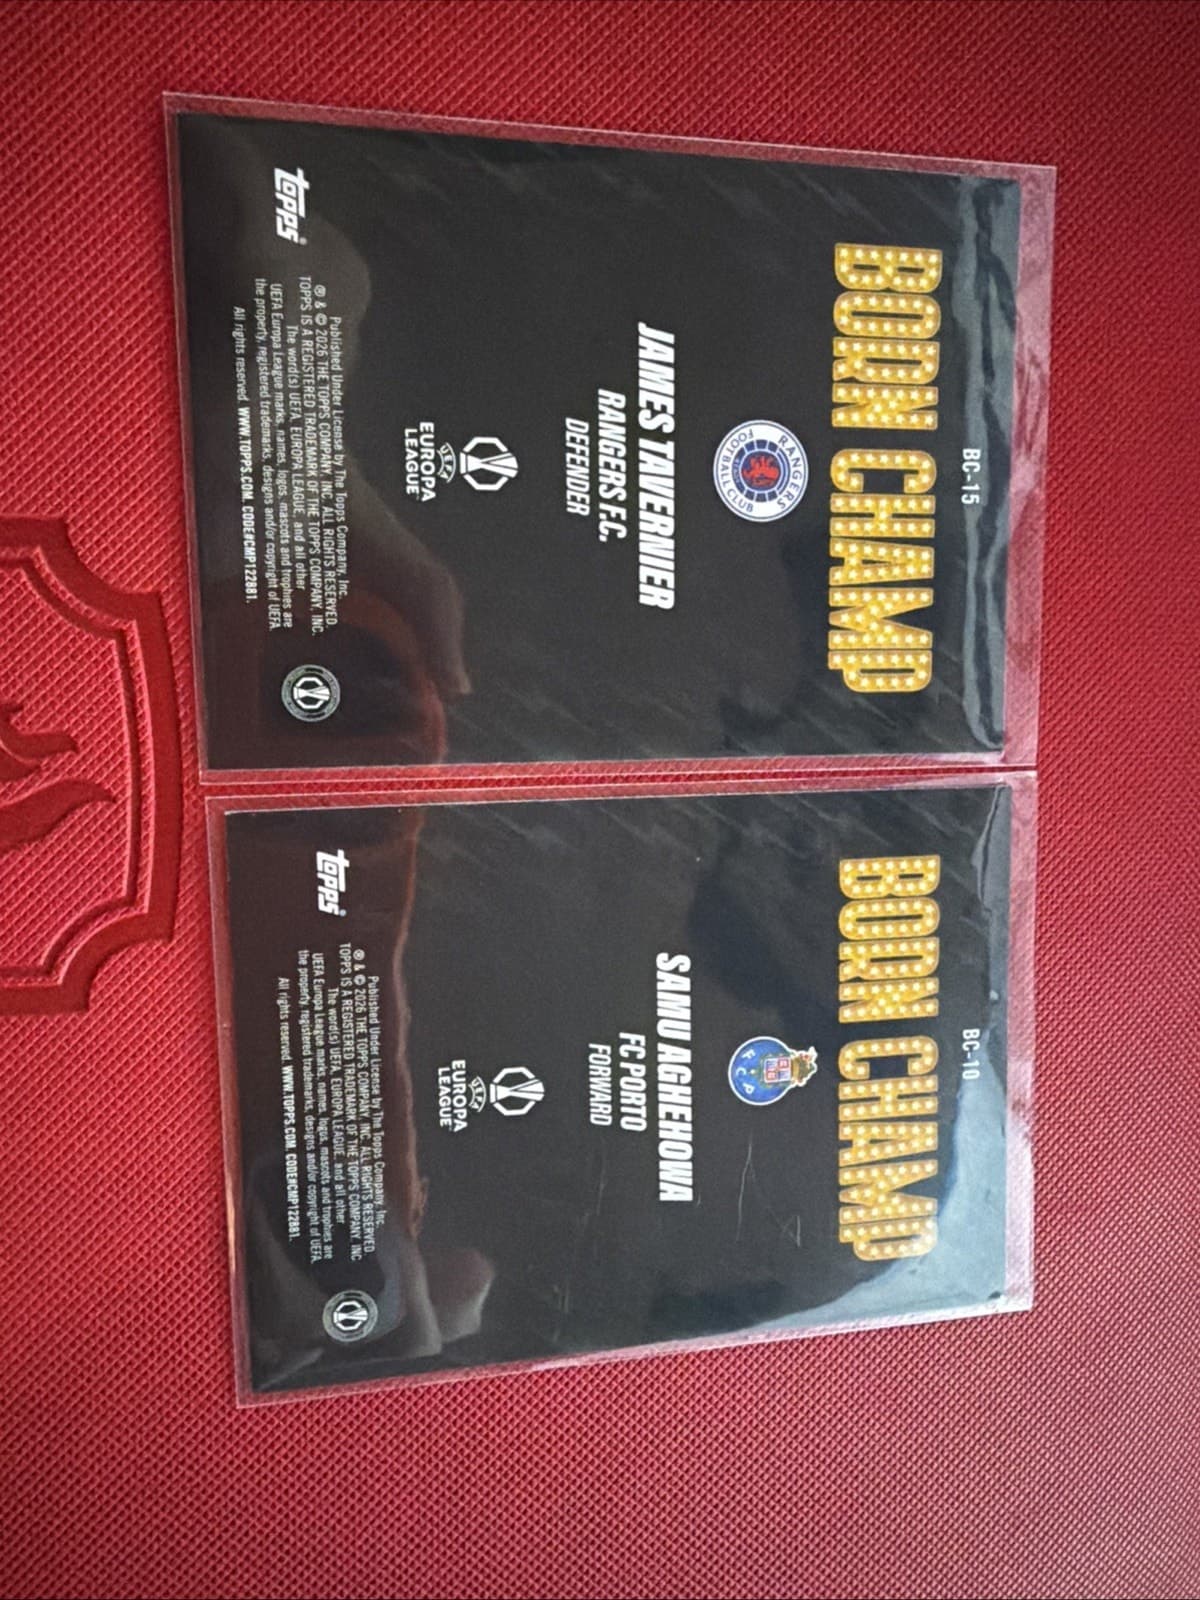 BC-15
BORN CHAMP
RANGERS
FOOTBALL CLUB
READY
JAMES TAVERNIER
RANGERS F.C.
DEFENDER
UEFA
EUROPA
LEAGUE
Published Under License by The Topps Company, Inc.
® & © 2026 THE TOPPS COMPANY, INC. ALL RIGHTS RESERVED.
TOPPS IS A REGISTERED TRADEMARK OF THE TOPPS COMPANY, INC.
The word(s) UEFA, EUROPA LEAGUE, and all other
UEFA Europa League marks, names, logos, mascots and trophies are
the property, registered trademarks, designs and/or copyright of UEFA.
All rights reserved. WWW.TOPPS.COM. CODE#CMP122881.
topps®
BC-10
BORN CHAMP
FCP
SAMU AGHEHOWA
FC PORTO
FORWARD
UEFA
EUROPA
LEAGUE
Published Under License by The Topps Company, Inc.
® & © 2026 THE TOPPS COMPANY, INC. ALL RIGHTS RESERVED.
TOPPS IS A REGISTERED TRADEMARK OF THE TOPPS COMPANY, INC
The word(s) UEFA, EUROPA LEAGUE, and all other
UEFA Europa League marks, names, logos, mascots and trophies are
the property, registered trademarks, designs and/or copyright of UEFA.
All rights reserved. WWW.TOPPS.COM. CODE#CMP122881.
topps®